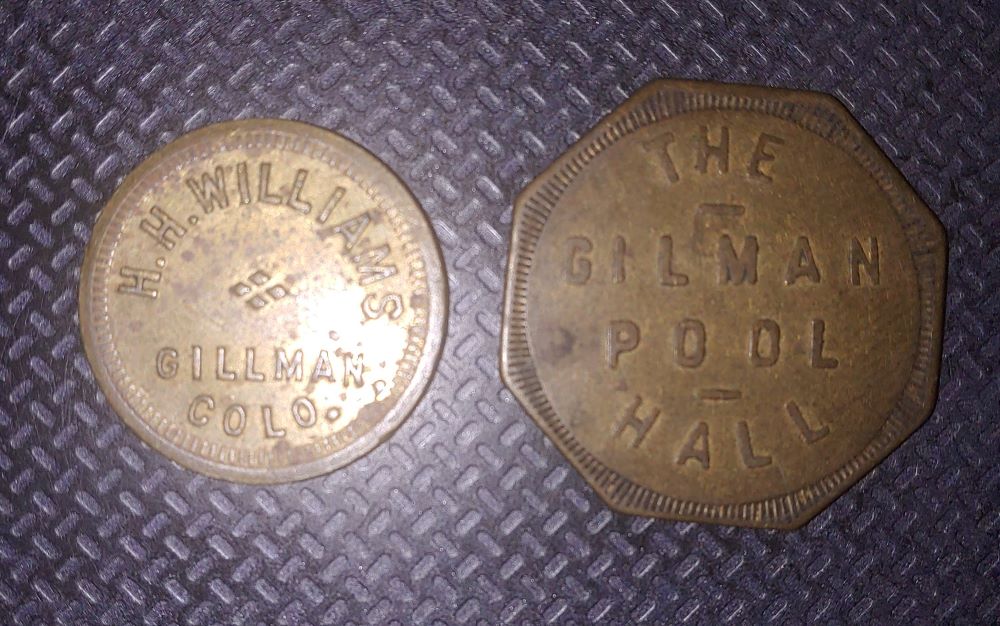 H. H. WILLIAMS
GILLMAN,
COLO.
THE
GILMAN
POOL
HALL